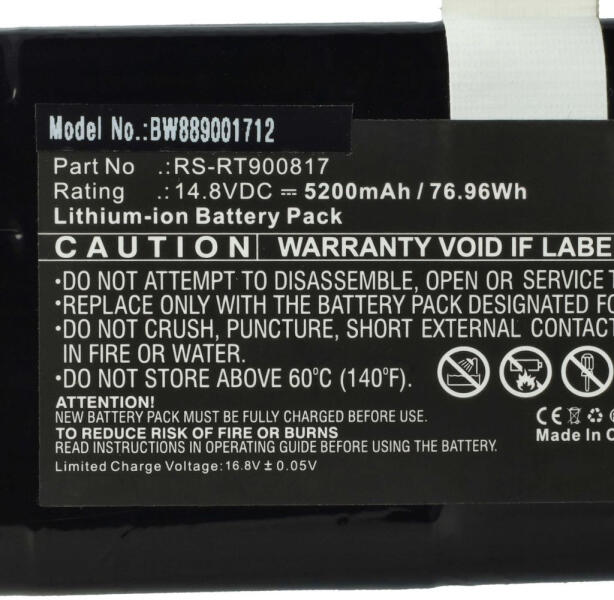 Model No.:BW889001712
Part No .:RS-RT900817
Rating .:14.8VDC ⎓ 5200mAh / 76.96Wh
Lithium-ion Battery Pack
CAUTION WARRANTY VOID IF LABE
•DO NOT ATTEMPT TO DISASSEMBLE, OPEN OR SERVICE
•REPLACE ONLY WITH THE BATTERY PACK DESIGNATED
•DO NOT CRUSH, PUNCTURE, SHORT EXTERNAL CONTACT
IN FIRE OR WATER.
•DO NOT STORE ABOVE 60°C (140°F).
ATTENTION!
NEW BATTERY PACK MUST BE FULLY CHARGED BEFORE USE.
TO REDUCE RISK OF FIRE OR BURNS
READ INSTRUCTIONS IN OPERATING GUIDE BEFORE USING THE BATTERY.
Limited Charge Voltage: 16.8V ± 0.05V
CE
Made In C